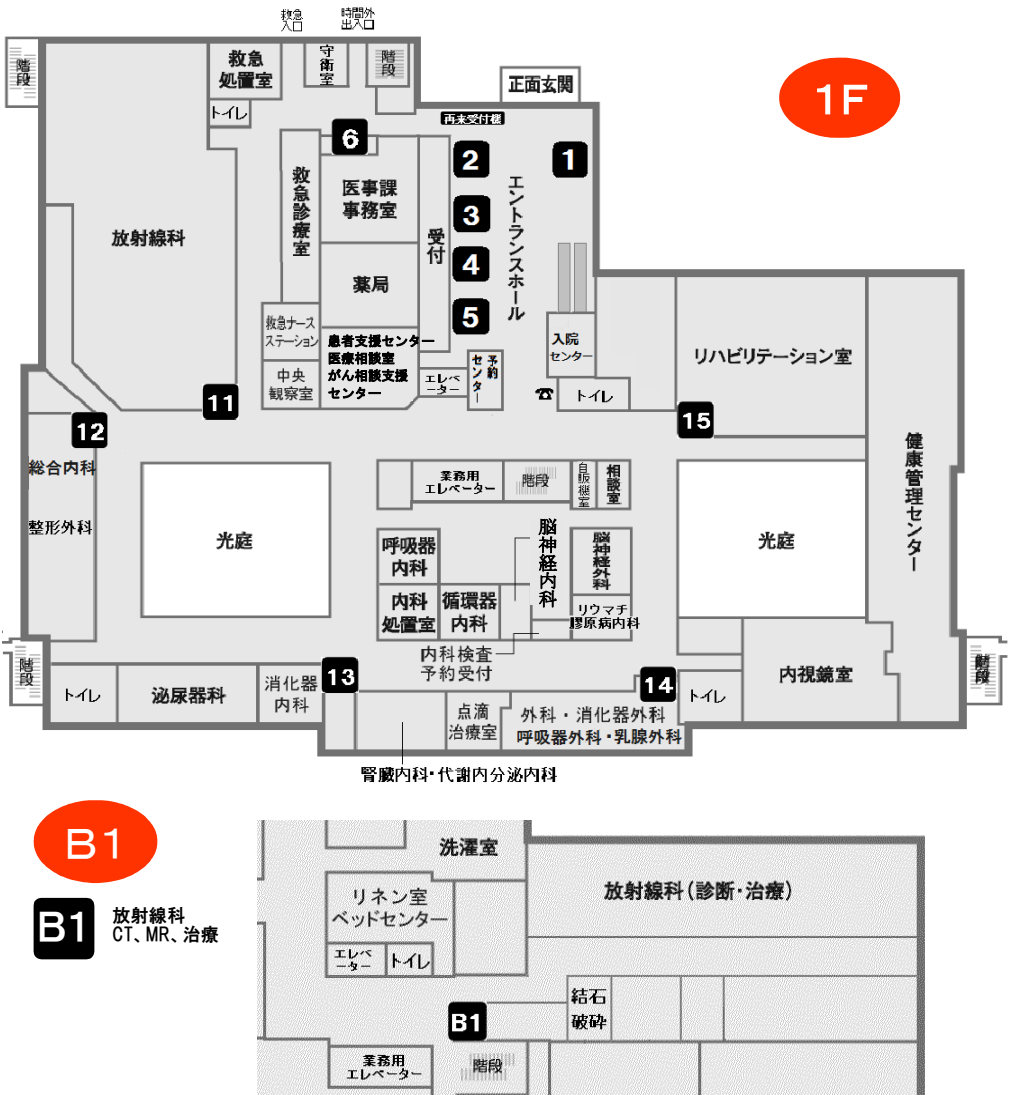 救急
入口
時間外
出入口
階段
救急
処置室
守衛室
階段
正面玄関
1F
トイレ
再来受付機
6
2
1
放射線科
救急診療室
医事課
事務室
受付
3
エントランスホール
4
薬局
5
救急ナース
ステーション
患者支援センター
医療相談室
がん相談支援
センター
中央
観察室
エレベ
ーター
予約
センター
入院
センター
トイレ
リハビリテーション室
11
12
15
総合内科
整形外科
光庭
業務用
エレベーター
階段
自販機室
相談室
健康管理センター
呼吸器
内科
脳神経内科
脳神経外科
光庭
内科
処置室
循環器
内科
リウマチ
膠原病内科
内科検査
予約受付
階段
トイレ
泌尿器科
消化器
内科
13
点滴
治療室
14
外科・消化器外科
呼吸器外科・乳腺外科
トイレ
内視鏡室
階段
腎臓内科・代謝内分泌内科
B1
B1
放射線科
CT、MR、治療
洗濯室
リネン室
ベッドセンター
エレベ
ーター
トイレ
放射線科(診断・治療)
結石
破砕
B1
業務用
エレベーター
階段